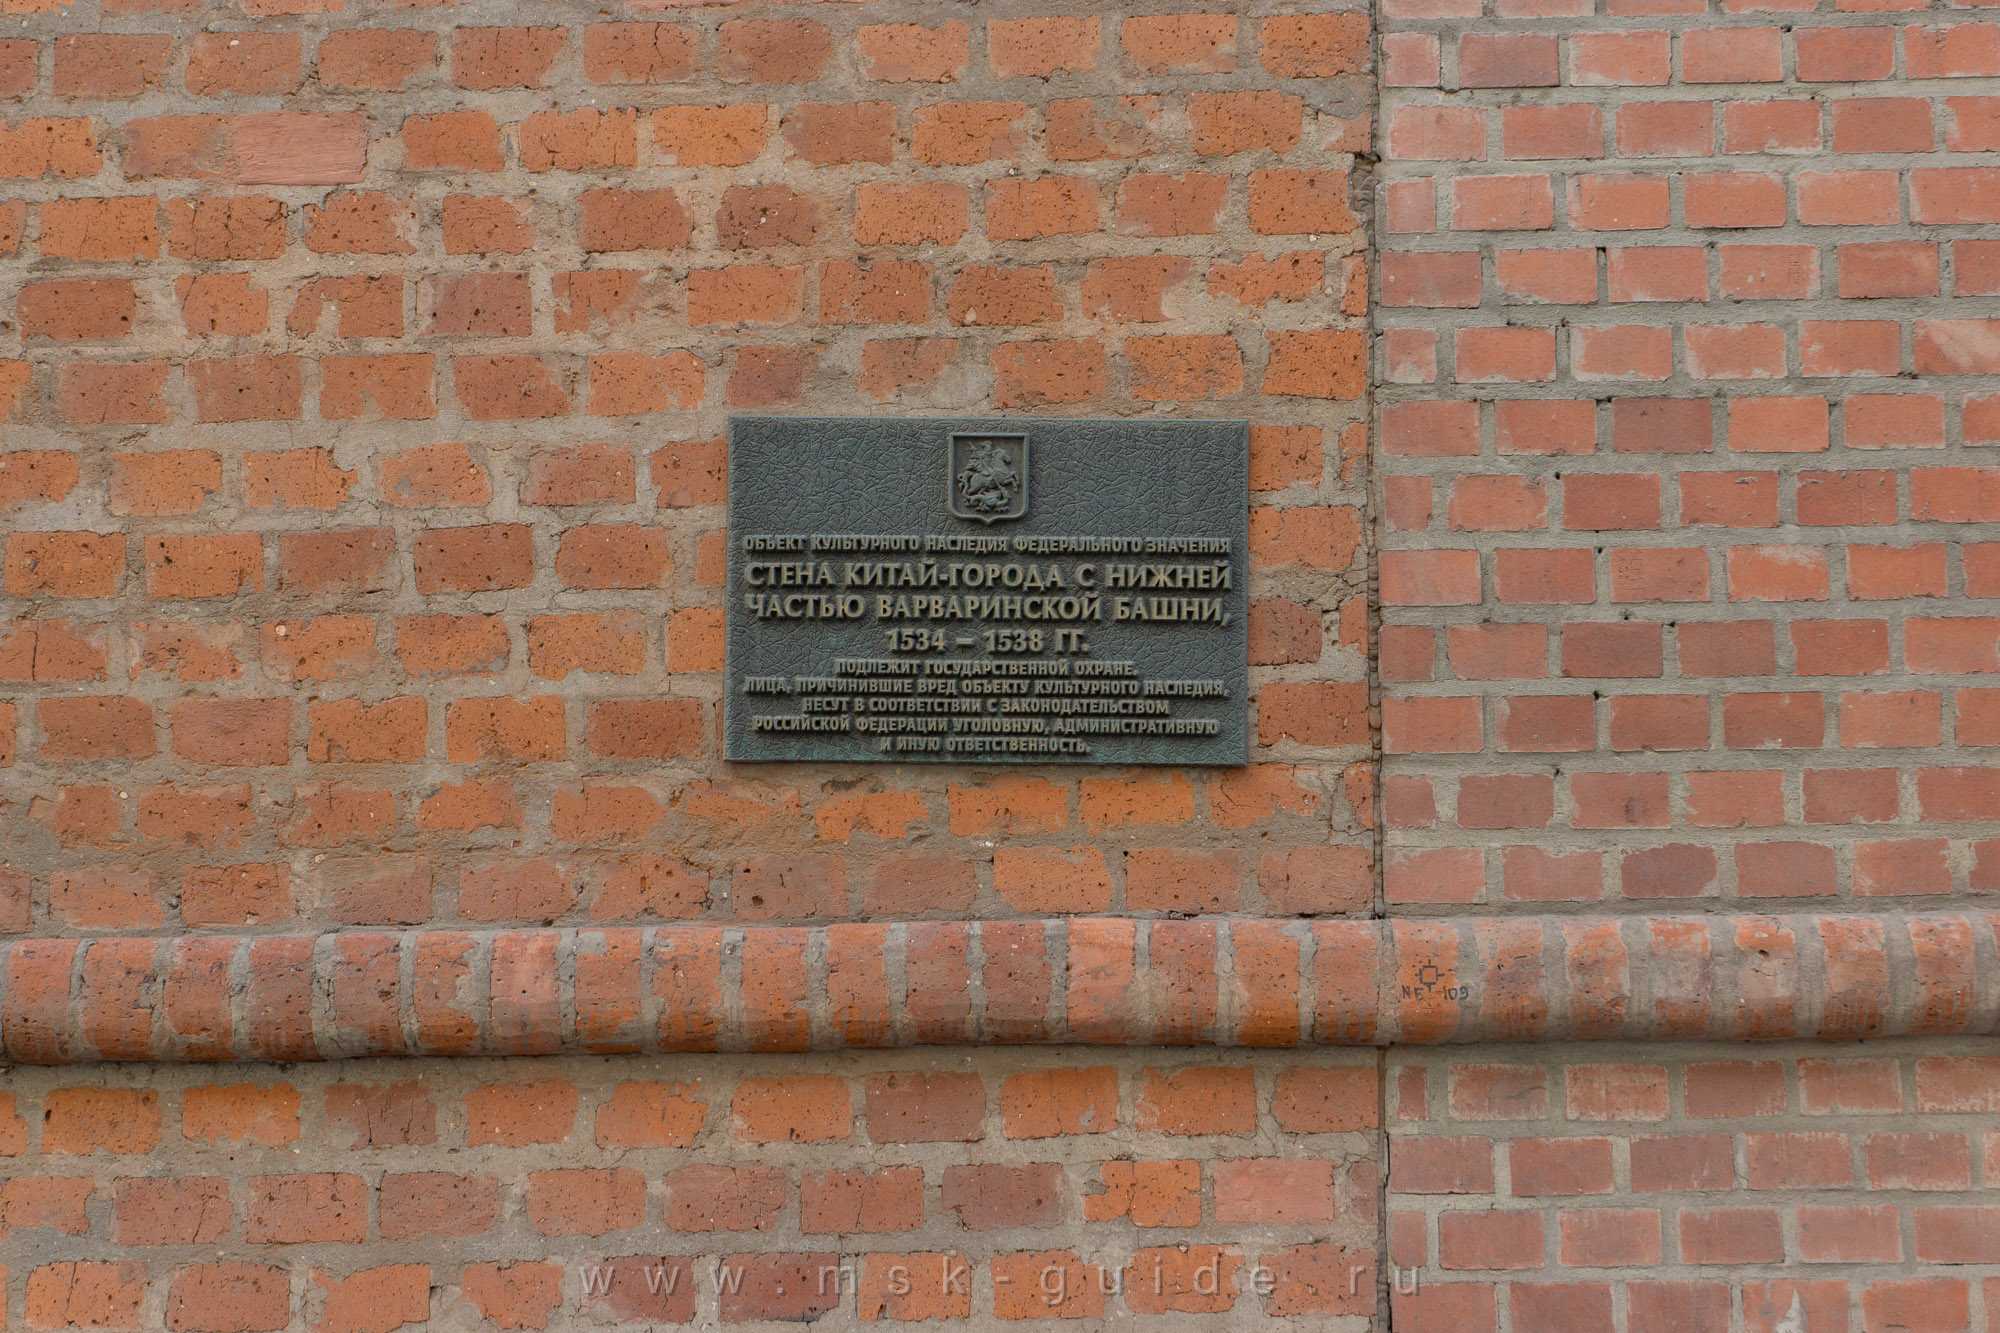 ОБЪЕКТ КУЛЬТУРНОГО НАСЛЕДИЯ ФЕДЕРАЛЬНОГО ЗНАЧЕНИЯ
СТЕНА КИТАЙ-ГОРОДА С НИЖНЕЙ
ЧАСТЬЮ ВАРВАРИНСКОЙ БАШНИ,
1534 – 1538 ГГ.
ПОДЛЕЖИТ ГОСУДАРСТВЕННОЙ ОХРАНЕ.
ЛИЦА, ПРИЧИНИВШИЕ ВРЕД ОБЪЕКТУ КУЛЬТУРНОГО НАСЛЕДИЯ,
НЕСУТ В СООТВЕТСТВИИ С ЗАКОНОДАТЕЛЬСТВОМ
РОССИЙСКОЙ ФЕДЕРАЦИИ УГОЛОВНУЮ, АДМИНИСТРАТИВНУЮ
И ИНУЮ ОТВЕТСТВЕННОСТЬ.
NE 109
www.msk-guide.ru